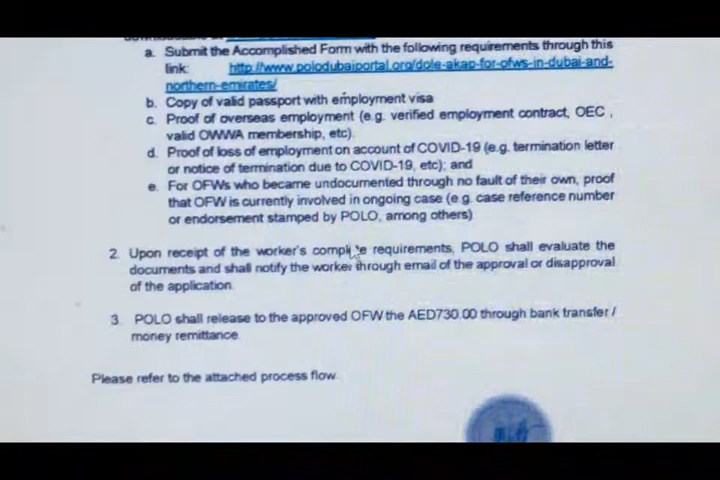 a. Submit the Accomplished Form with the following requirements through this
link: http://www.polodubaiportal.org/dole-akap-for-ofws-in-dubai-and-
northern-emirates/
b. Copy of valid passport with employment visa
c. Proof of overseas employment (e.g. verified employment contract, OEC ,
valid OWWA membership, etc).
d. Proof of loss of employment on account of COVID-19 (e.g. termination letter
or notice of termination due to COVID-19, etc); and
e. For OFWs who became undocumented through no fault of their own, proof
that OFW is currently involved in ongoing case (e.g. case reference number
or endorsement stamped by POLO, among others)
2. Upon receipt of the worker's complete requirements, POLO shall evaluate the
documents and shall notify the worker through email of the approval or disapproval
of the application.
3. POLO shall release to the approved OFW the AED730.00 through bank transfer /
money remittance.
Please refer to the attached process flow